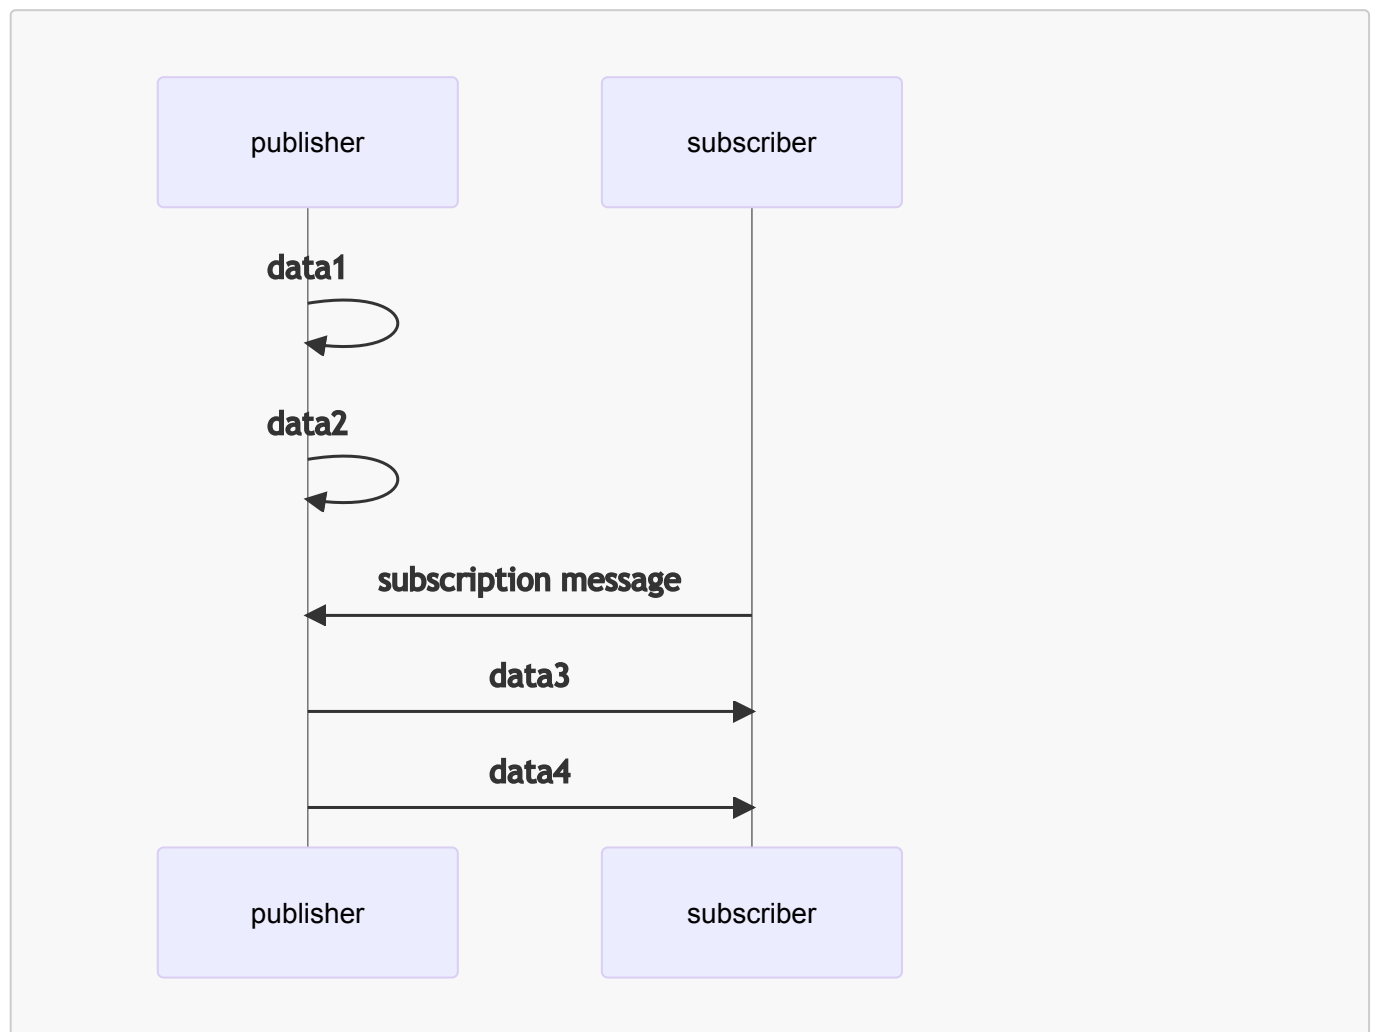 publisher
subscriber
data1
data2
subscription message
data3
data4
publisher
subscriber